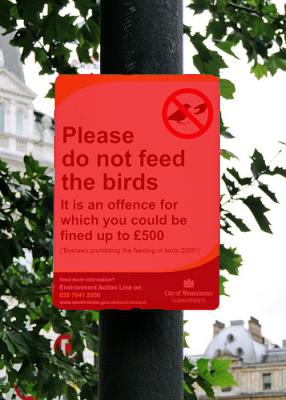 Please
do not feed
the birds
It is an offence for
which you could be
fined up to £500
('Byelaws prohibiting the feeding of birds 2006')
Need more information?
Environment Action Line on:
020 7641 2000
www.westminster.gov.uk/environment
City of Westminster
CLEAN STREETS